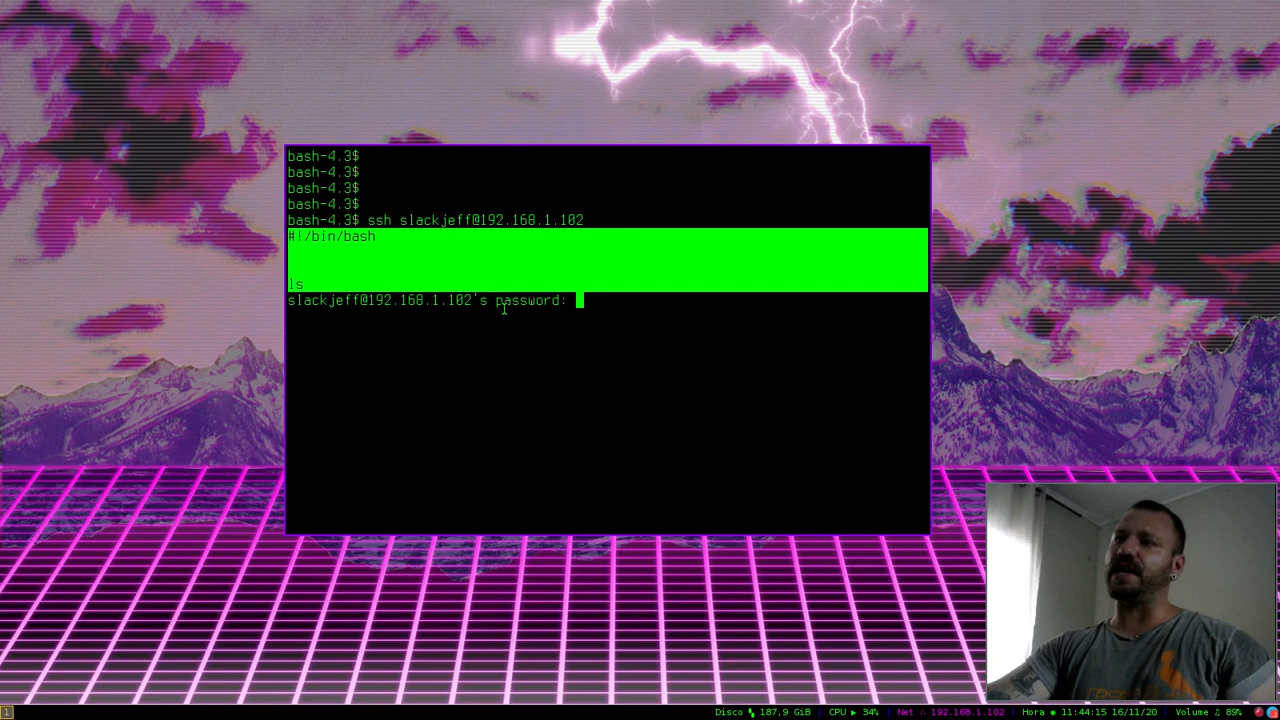 bash-4.3$
bash-4.3$
bash-4.3$
bash-4.3$
bash-4.3$ ssh slackjeff@192.168.1.102
#!/bin/bash
ls
slackjeff@192.168.1.102's password:
1
Disco 187,9 GiB | CPU ▶ 34% | Net 192.168.1.102 | Hora 11:44:15 16/11/20 | Volume ♫ 89%